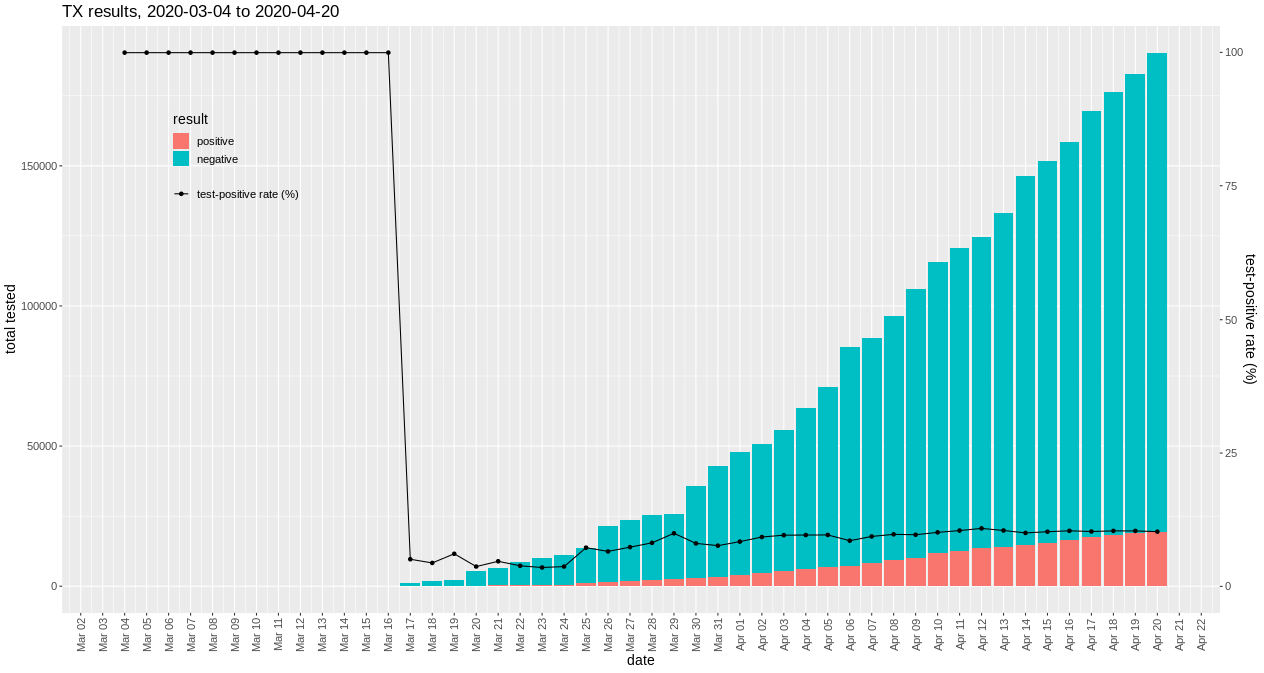 TX results, 2020-03-04 to 2020-04-20
result
positive
negative
test-positive rate (%)
total tested
150000
100000
50000
0
100
75
50
25
0
test-positive rate (%)
Mar 02
Mar 03
Mar 04
Mar 05
Mar 06
Mar 07
Mar 08
Mar 09
Mar 10
Mar 11
Mar 12
Mar 13
Mar 14
Mar 15
Mar 16
Mar 17
Mar 18
Mar 19
Mar 20
Mar 21
Mar 22
Mar 23
Mar 24
Mar 25
Mar 26
Mar 27
Mar 28
Mar 29
Mar 30
Mar 31
Apr 01
Apr 02
Apr 03
Apr 04
Apr 05
Apr 06
Apr 07
Apr 08
Apr 09
Apr 10
Apr 11
Apr 12
Apr 13
Apr 14
Apr 15
Apr 16
Apr 17
Apr 18
Apr 19
Apr 20
Apr 21
Apr 22
date